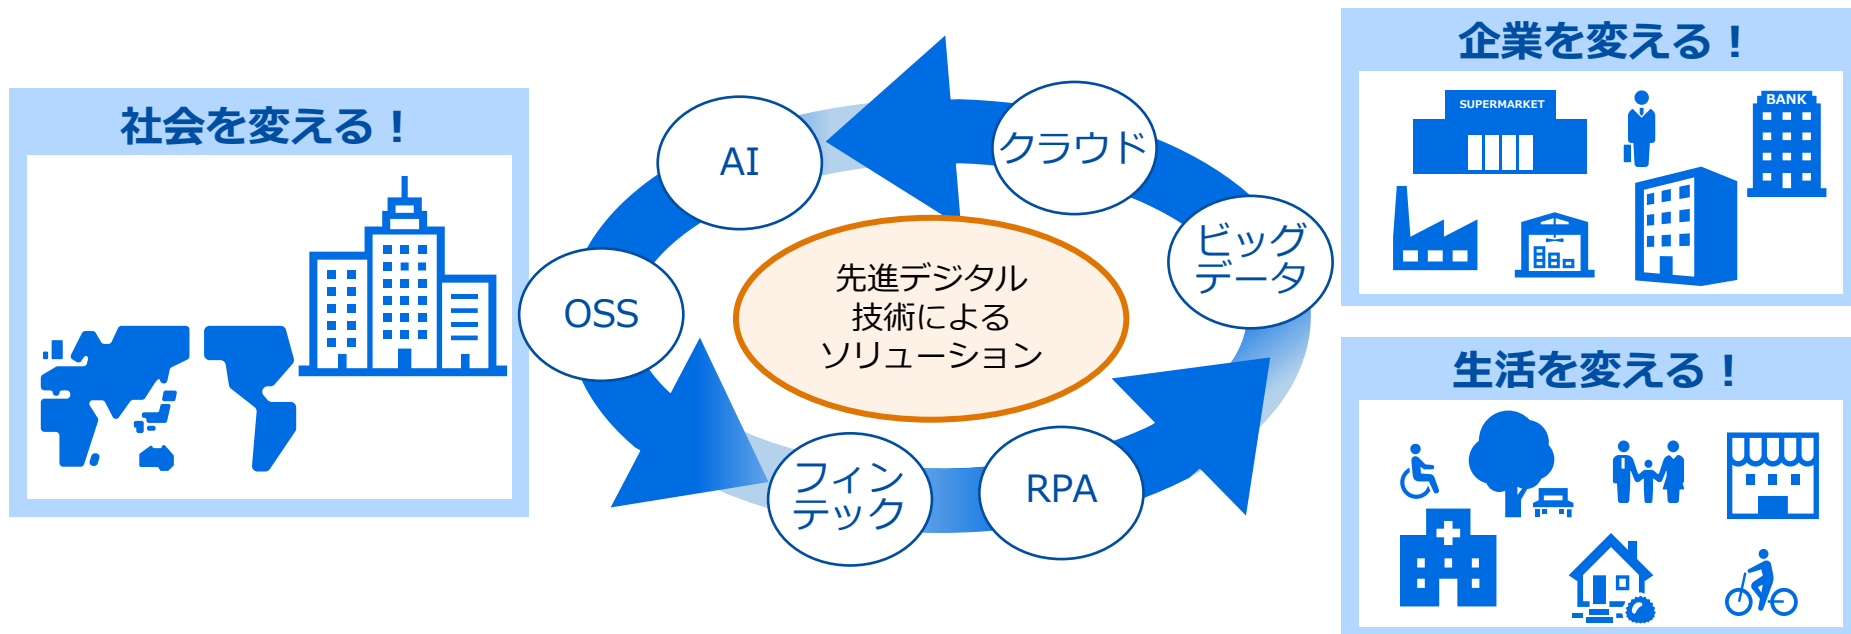 社会を変える！
AI
クラウド
ビッグ
データ
OSS
先進デジタル
技術による
ソリューション
フィン
テック
RPA
企業を変える！
SUPERMARKET
BANK
生活を変える！